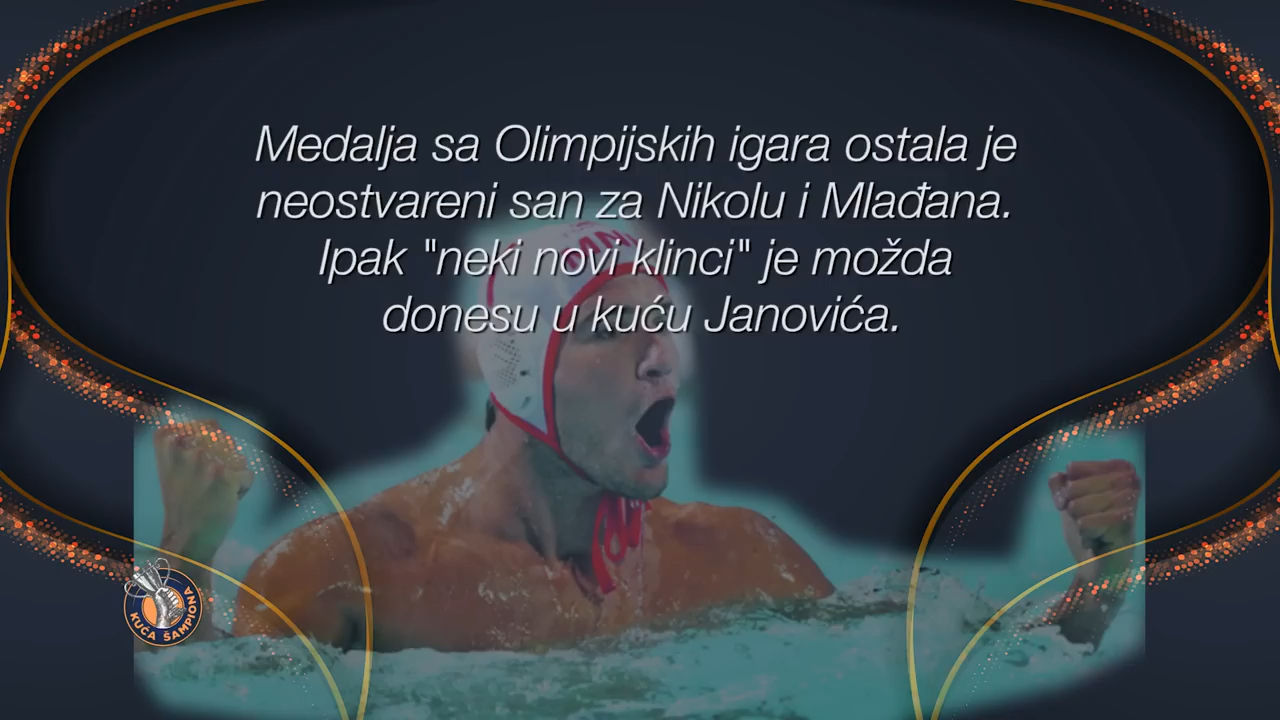 Medalja sa Olimpijskih igara ostala je
neostvareni san za Nikolu i Mlađana.
Ipak "neki novi klinci" je možda
donesu u kuću Janovića.
KUĆA ŠAMPIONA